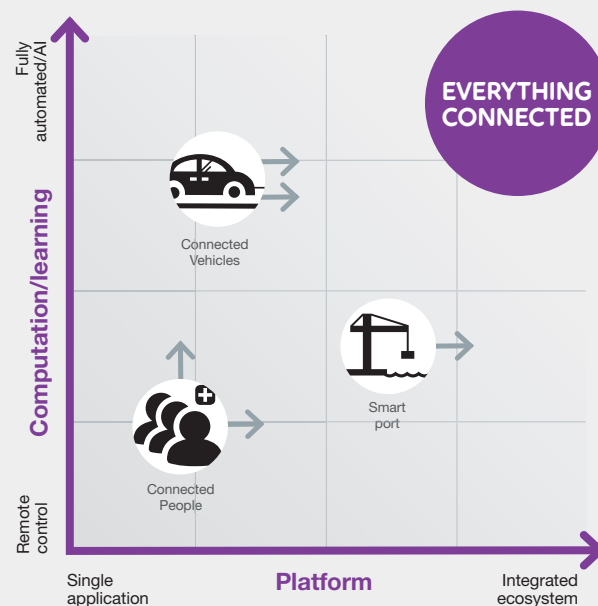 Fully
automated/AI
EVERYTHING
CONNECTED
Connected
Vehicles
Computation/learning
Smart
port
Connected
People
Remote
control
Single
application
Platform
Integrated
ecosystem